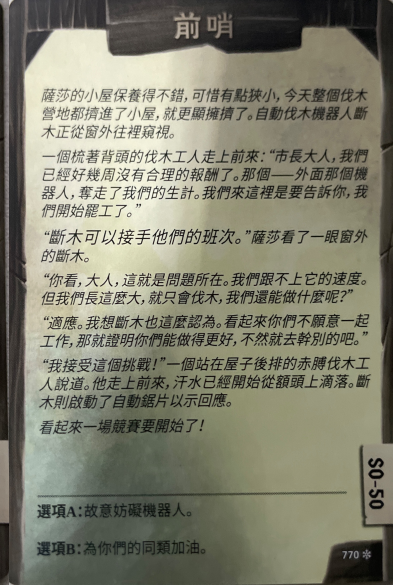 前哨
薩莎的小屋保養得不錯，可惜有點狹小，今天整個伐木
營地都擠進了小屋，就更顯擁擠了。自動伐木機器人斷
木正從窗外往裡窺視。
一個梳著背頭的伐木工人走上前來：“市長大人，我們
已經好幾周沒有合理的報酬了。那個——外面那個機
器人，奪走了我們的生計。我們來這裡是要告訴你，我
們開始罷工了。”
“斷木可以接手他們的班次。”薩莎看了一眼窗外
的斷木。
“你看，大人，這就是問題所在。我們跟不上它的速度。
但我們長這麼大，就只會伐木，我們還能做什麼呢？”
“適應。我想斷木也這麼認為。看起來你們不願意一起
工作，那就證明你們能做得更好，不然就去幹別的吧。”
“我接受這個挑戰！”一個站在屋子後排的赤膊伐木工
人說道。他走上前來，汗水已經開始從額頭上滴落。斷
木則啟動了自動鋸片以示回應。
看起來一場競賽要開始了！
選項A：故意妨礙機器人。
選項B：為你們的同類加油。
SO-50
770